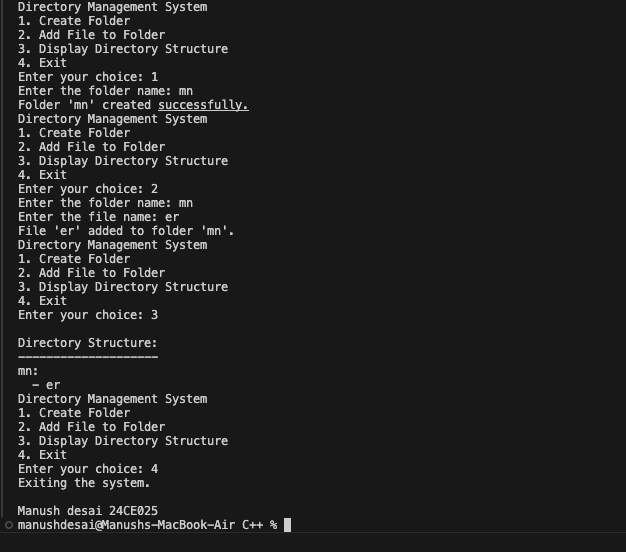 Directory Management System
1. Create Folder
2. Add File to Folder
3. Display Directory Structure
4. Exit
Enter your choice: 1
Enter the folder name: mn
Folder 'mn' created successfully.
Directory Management System
1. Create Folder
2. Add File to Folder
3. Display Directory Structure
4. Exit
Enter your choice: 2
Enter the folder name: mn
Enter the file name: er
File 'er' added to folder 'mn'.
Directory Management System
1. Create Folder
2. Add File to Folder
3. Display Directory Structure
4. Exit
Enter your choice: 3

Directory Structure:
--------------------
mn:
  - er
Directory Management System
1. Create Folder
2. Add File to Folder
3. Display Directory Structure
4. Exit
Enter your choice: 4
Exiting the system.

Manush desai 24CE025
manushdesai@Manushs-MacBook-Air C++ %